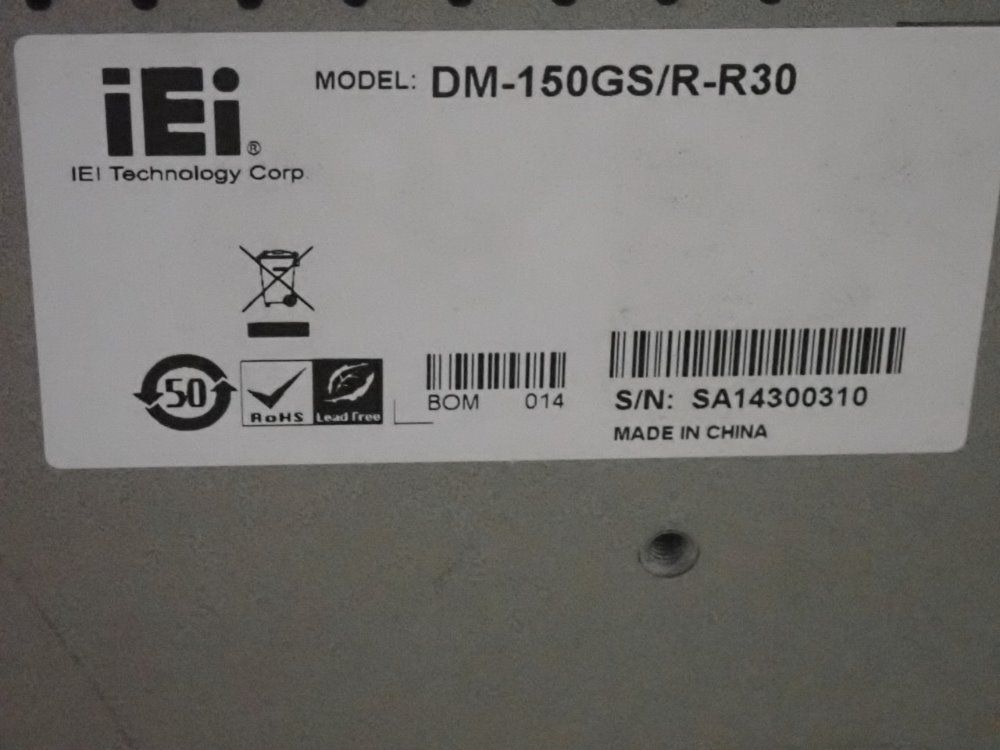 iEi®
MODEL: DM-150GS/R-R30
IEI Technology Corp.
50
RoHS
Lead free
BOM 014
S/N: SA14300310
MADE IN CHINA